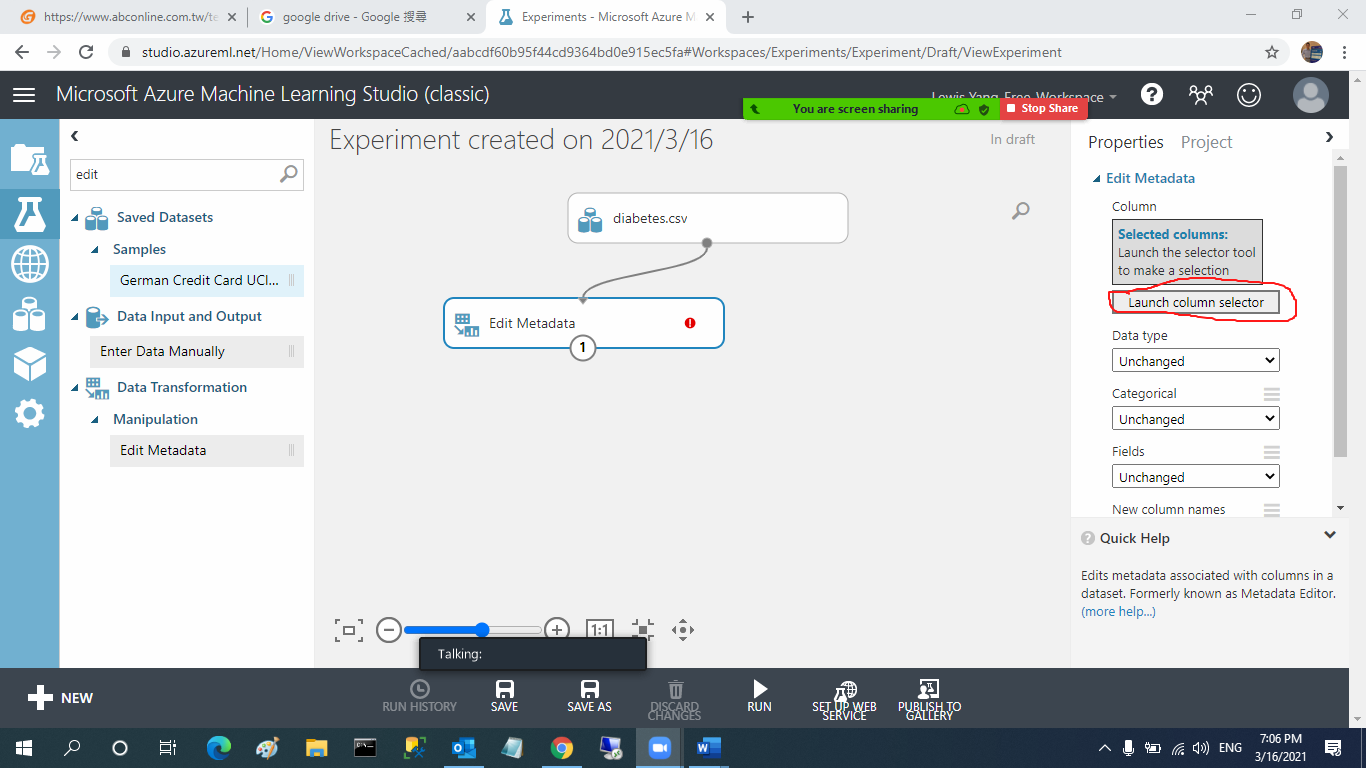 https://www.abconline.com.tw/te
google drive - Google 搜尋
Experiments - Microsoft Azure M
studio.azureml.net/Home/ViewWorkspaceCached/aabcdf60b95f44cd9364bd0e915ec5fa#Workspaces/Experiments/Experiment/Draft/ViewExperiment
Microsoft Azure Machine Learning Studio (classic)
Lewis Yang-Free-Workspace
You are screen sharing
Stop Share
edit
Saved Datasets
Samples
German Credit Card UCI...
Data Input and Output
Enter Data Manually
Data Transformation
Manipulation
Edit Metadata
Experiment created on 2021/3/16
In draft
diabetes.csv
Edit Metadata
1
Properties
Project
Edit Metadata
Column
Selected columns:
Launch the selector tool
to make a selection
Launch column selector
Data type
Unchanged
Categorical
Unchanged
Fields
Unchanged
New column names
Quick Help
Edits metadata associated with columns in a
dataset. Formerly known as Metadata Editor.
(more help...)
1:1
Talking:
NEW
RUN HISTORY
SAVE
SAVE AS
DISCARD
CHANGES
RUN
SET UP WEB
SERVICE
PUBLISH TO
GALLERY
ENG
7:06 PM
3/16/2021